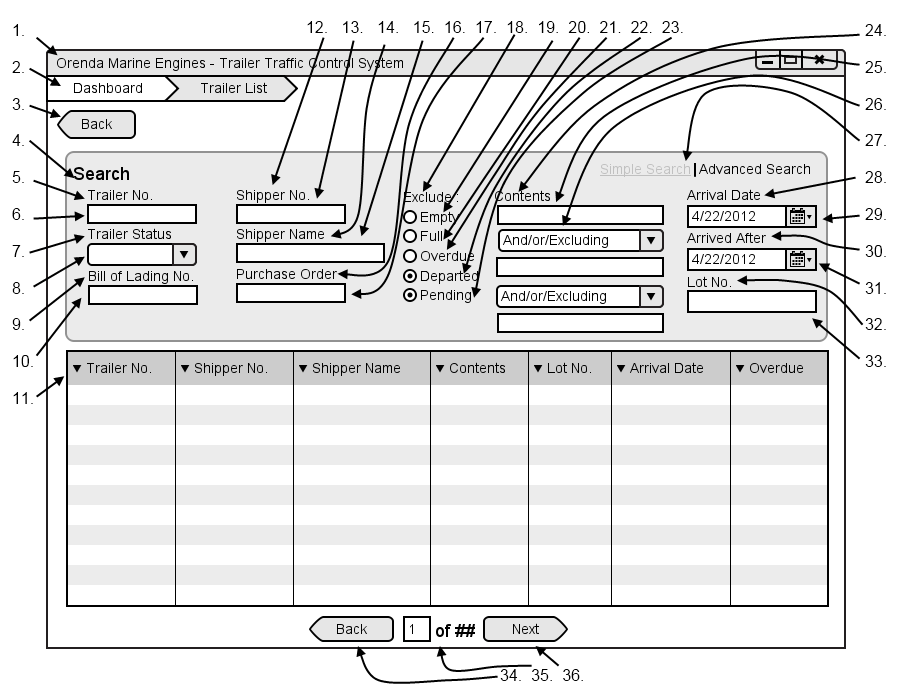 12. 13. 14. 15. 16. 17. 18. 19. 20. 21. 22. 23. 24.
1.
Orenda Marine Engines - Trailer Traffic Control System
25.
2.
Dashboard Trailer List
3.
Back
26.
4.
27.
Search
Simple Search | Advanced Search
5.
Trailer No. Shipper No. Exclude: Contents Arrival Date
28.
6.
Empty
4/22/2012
29.
7.
Trailer Status Shipper Name Full And/or/Excluding Arrived After
30.
8.
Overdue
4/22/2012
31.
Bill of Lading No. Purchase Order Departed Lot No.
9.
Pending And/or/Excluding
32.
10.
33.
11.
Trailer No. Shipper No. Shipper Name Contents Lot No. Arrival Date Overdue
Back 1 of ## Next
34. 35. 36.